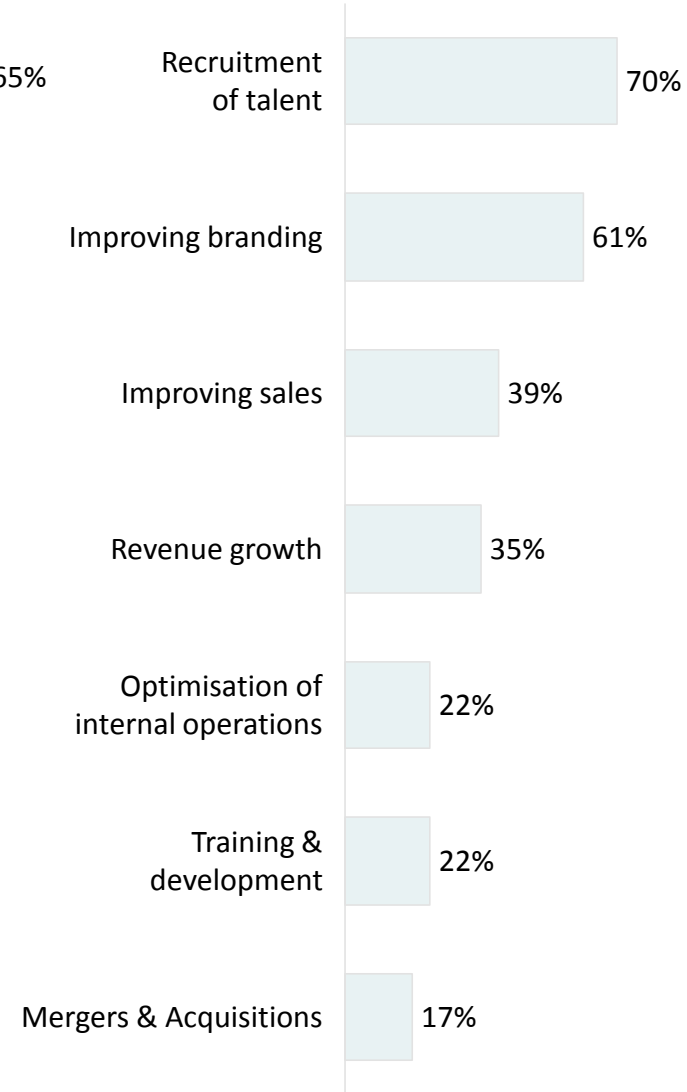 65%
Recruitment
of talent
70%
Improving branding
61%
Improving sales
39%
Revenue growth
35%
Optimisation of
internal operations
22%
Training &
development
22%
Mergers & Acquisitions
17%